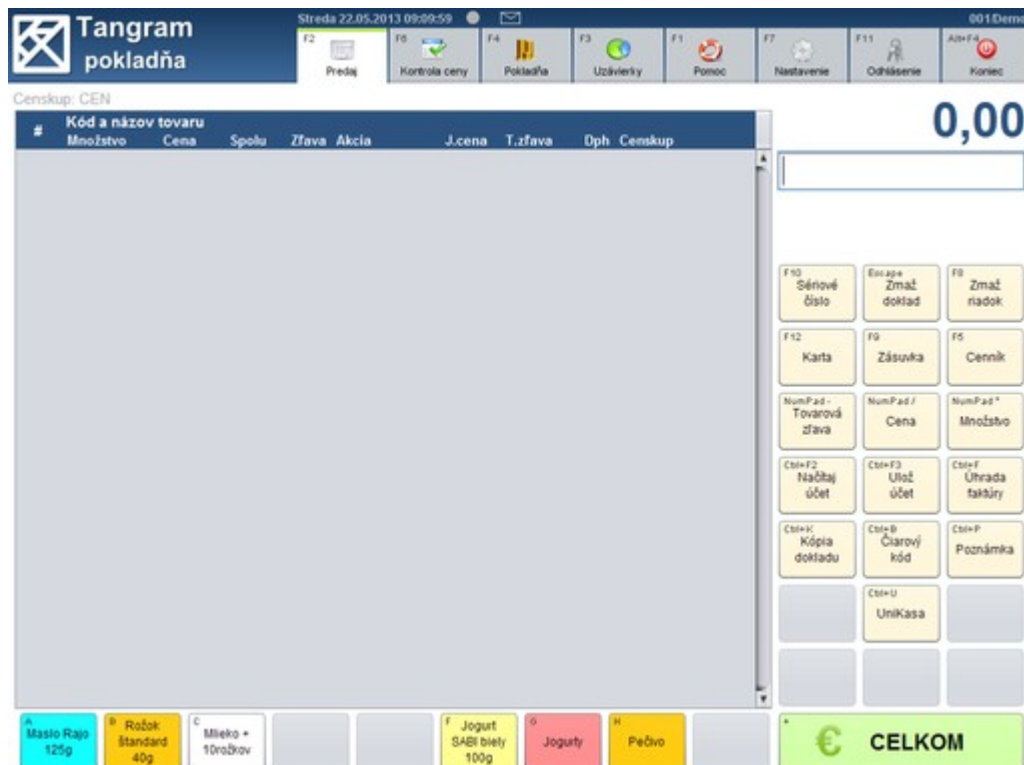 Tangram
pokladňa
Streda 22.05.2013 09:09:59
001/Demo
F2
Predaj
F6
Kontrola ceny
F4
Pokladňa
F3
Uzávierky
F1
Pomoc
F7
Nastavenie
F11
Odhlásenie
Alt+F4
Koniec
Censkup: CEN
0,00
# Kód a názov tovaru
Množstvo Cena Spolu Zľava Akcia J.cena T.zľava Dph Censkup
F10
Sériové
číslo
Escape
Zmaž
doklad
F8
Zmaž
riadok
F12
Karta
F9
Zásuvka
F5
Cenník
NumPad -
Tovarová
zľava
NumPad /
Cena
NumPad *
Množstvo
Ctrl+F2
Načítaj
účet
Ctrl+F3
Ulož
účet
Ctrl+F
Úhrada
faktúry
Ctrl+K
Kópia
dokladu
Ctrl+B
Čiarový
kód
Ctrl+P
Poznámka
Ctrl+U
UniKasa
A
Maslo Rajo
125g
B
Rožok
štandard
40g
C
Mlieko +
10rožkov
F
Jogurt
SABI biely
100g
G
Jogurty
H
Pečivo
€ CELKOM